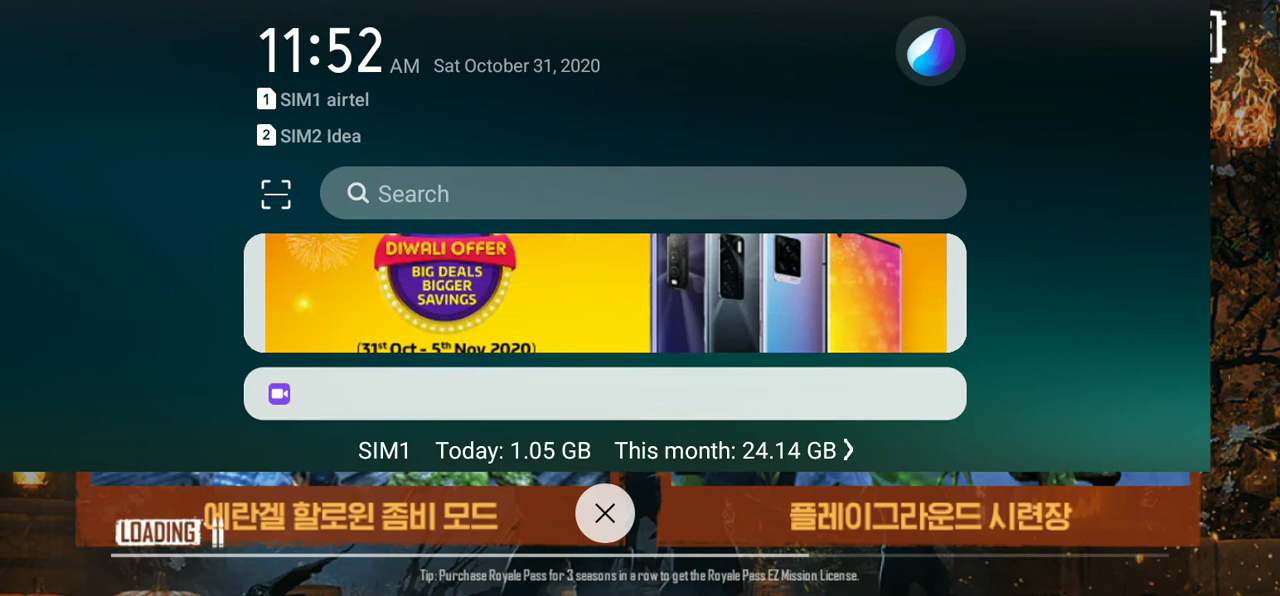 11:52 AM Sat October 31, 2020
1 SIM1 airtel
2 SIM2 Idea
Search
DIWALI OFFER
BIG DEALS
BIGGER
SAVINGS
(31st Oct - 5th Nov 2020)
SIM1 Today: 1.05 GB This month: 24.14 GB
에란겔 할로윈 좀비 모드
플레이그라운드 시련장
LOADING
Tip: Purchase Royale Pass for 3 seasons in a row to get the Royale Pass EZ Mission License.